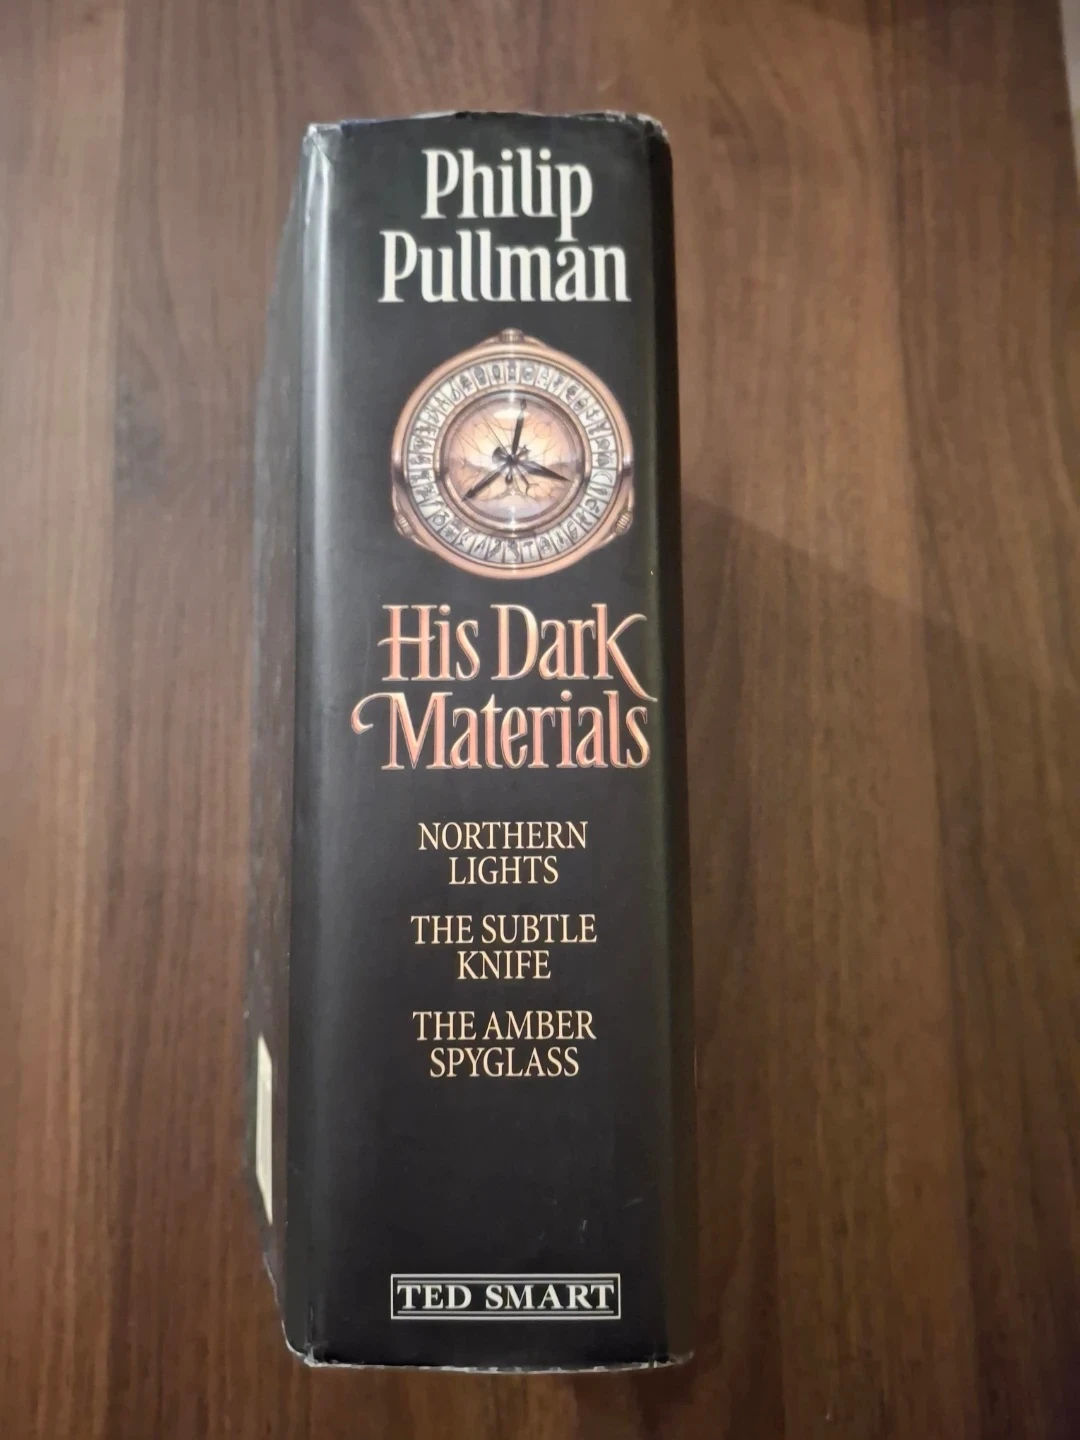 Philip
Pullman
His Dark
Materials
NORTHERN
LIGHTS
THE SUBTLE
KNIFE
THE AMBER
SPYGLASS
TED SMART